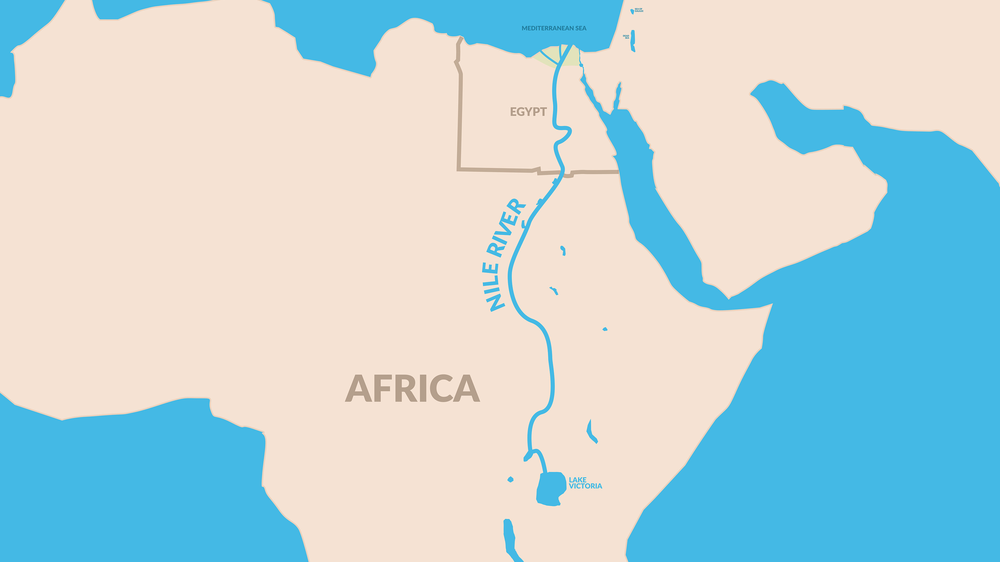 SEA OF
GALILEE
MEDITERRANEAN SEA
DEAD
SEA
EGYPT
NILE RIVER
AFRICA
LAKE
VICTORIA